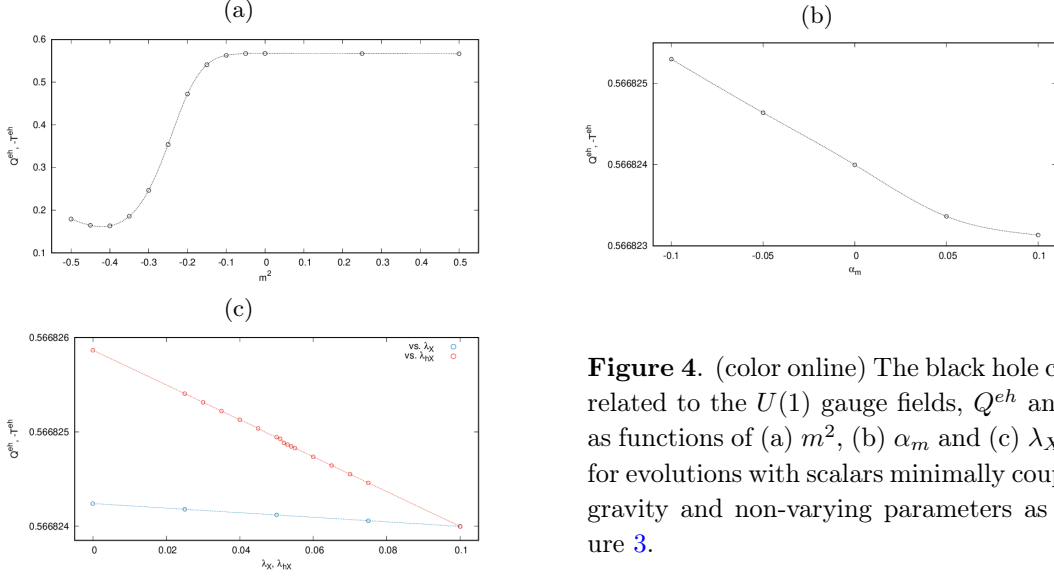 (a)
0.6
0.5
0.4
0.3
0.2
0.1
Q^eh, -T^eh
-0.5 -0.4 -0.3 -0.2 -0.1 0 0.1 0.2 0.3 0.4 0.5
m^2
(b)
0.566825
0.566824
0.566823
Q^eh, -T^eh
-0.1 -0.05 0 0.05 0.1
α_m
(c)
0.566826
0.566825
0.566824
Q^eh, -T^eh
vs. λ_X
vs. λ_hX
0 0.02 0.04 0.06 0.08 0.1
λ_X, λ_hX
Figure 4. (color online) The black hole c
related to the U(1) gauge fields, Q^eh an
as functions of (a) m^2, (b) α_m and (c) λ_X
for evolutions with scalars minimally coup
gravity and non-varying parameters as
ure 3.